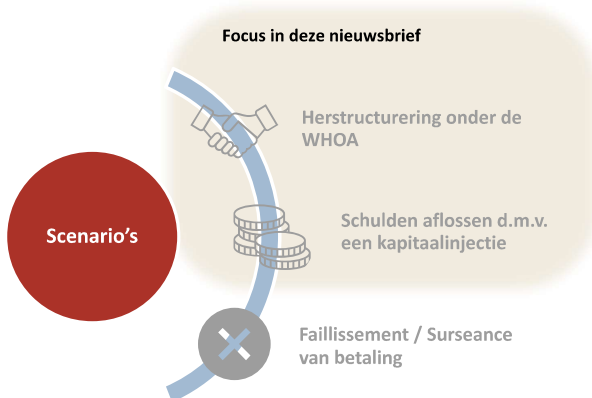 Focus in deze nieuwsbrief
Herstructurering onder de
WHOA
Scenario's
Schulden aflossen d.m.v.
een kapitaalinjectie
Faillissement / Surseance
van betaling